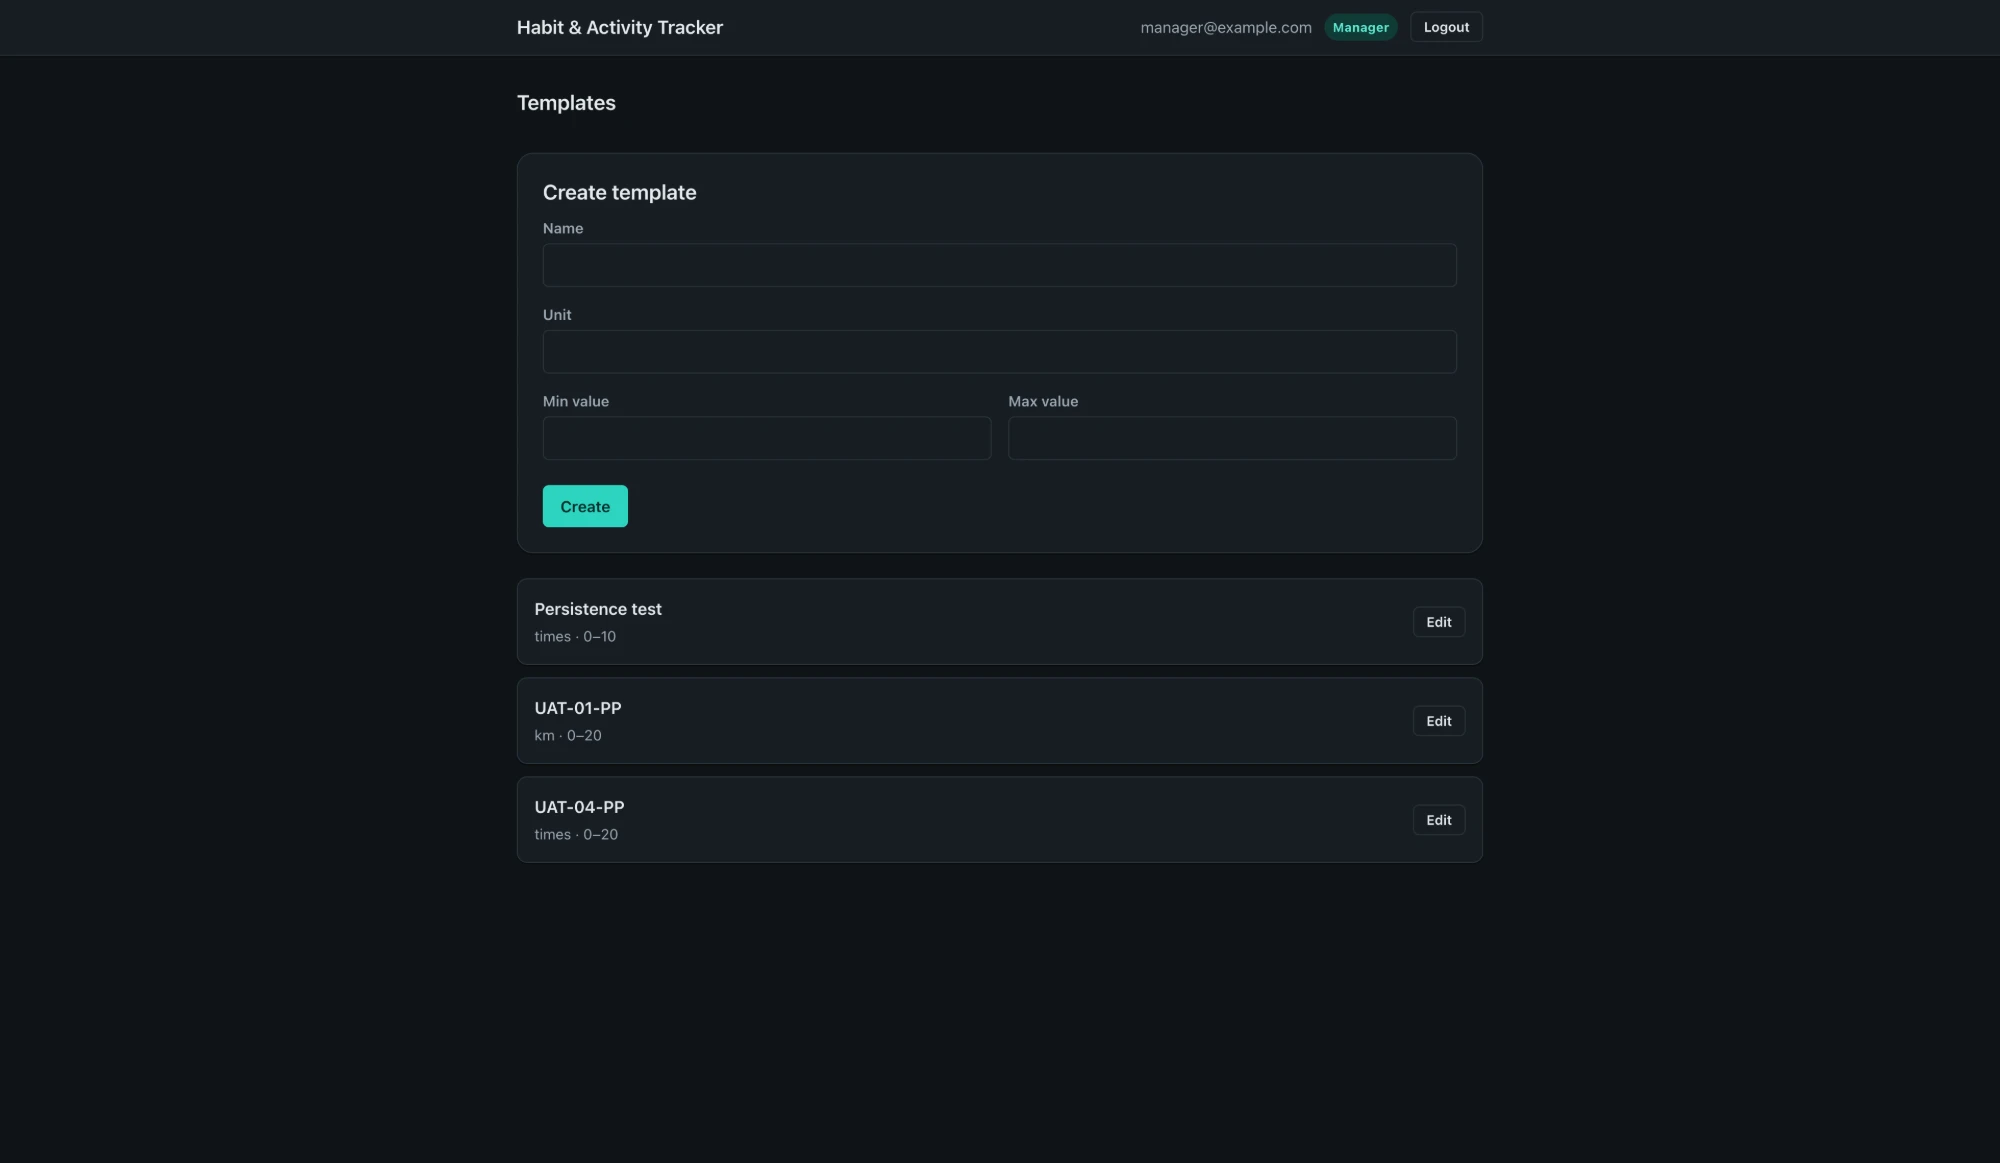 Habit & Activity Tracker
manager@example.com Manager Logout
Templates
Create template
Name
Unit
Min value Max value
Create
Persistence test
times · 0–10
Edit
UAT-01-PP
km · 0–20
Edit
UAT-04-PP
times · 0–20
Edit